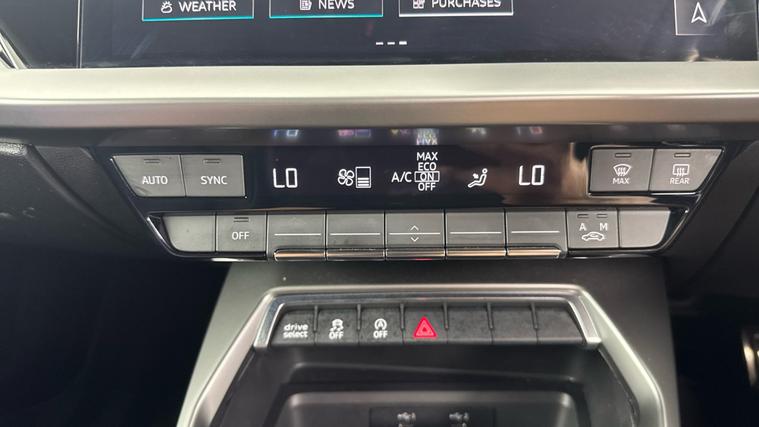 WEATHER NEWS PURCHASES
AUTO SYNC LO A/C MAX ECO ON OFF LO MAX REAR
OFF A M
drive select OFF OFF